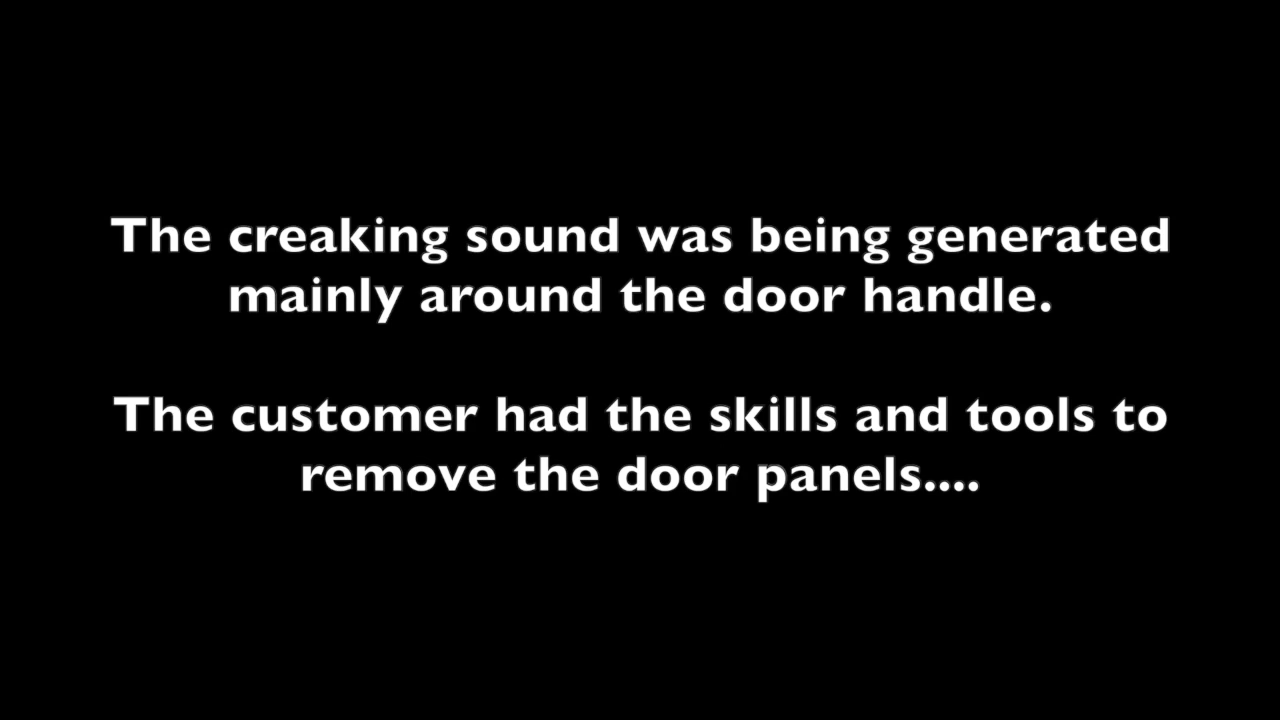 The creaking sound was being generated
mainly around the door handle.
The customer had the skills and tools to
remove the door panels....